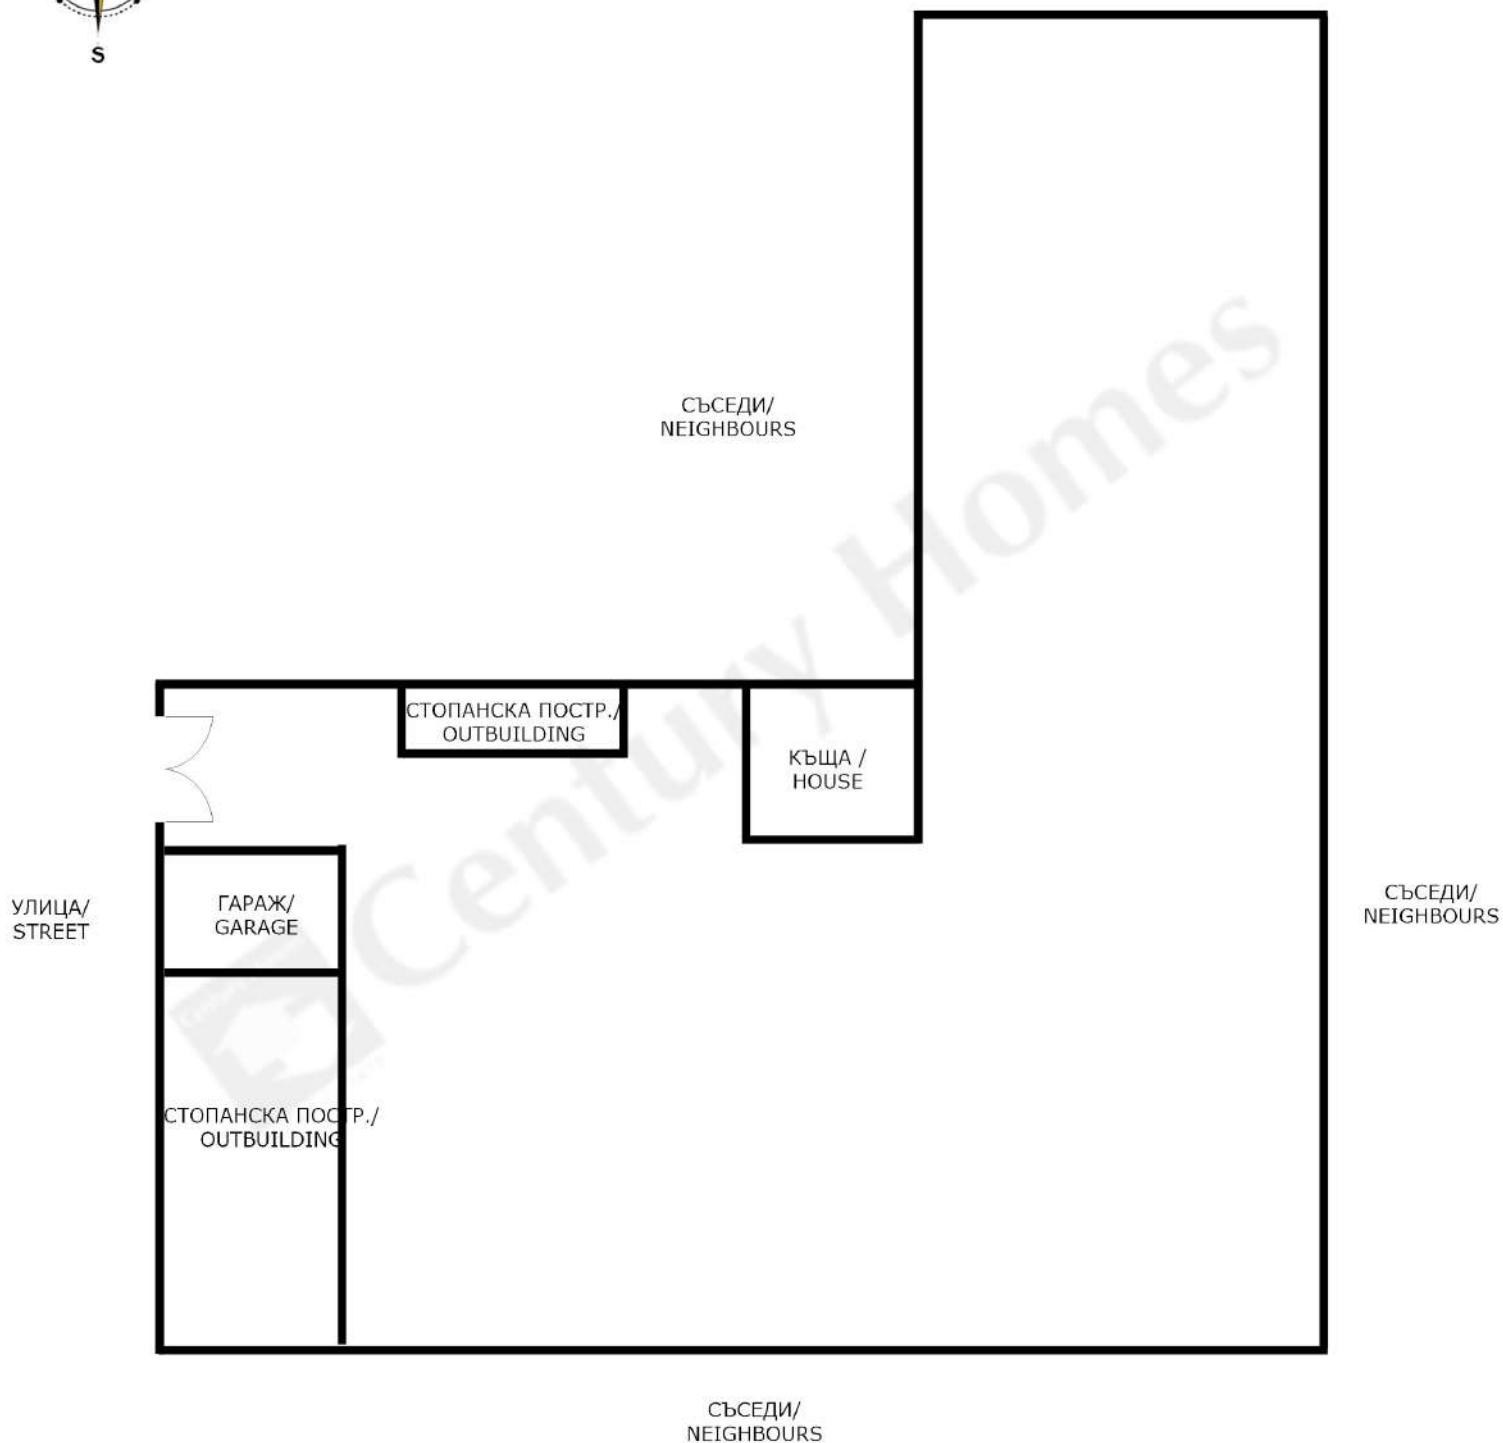 S
СЪСЕДИ/
NEIGHBOURS
СТОПАНСКА ПОСТР./
OUTBUILDING
КЪЩА /
HOUSE
УЛИЦА/
STREET
ГАРАЖ/
GARAGE
СЪСЕДИ/
NEIGHBOURS
СТОПАНСКА ПОСТР./
OUTBUILDING
СЪСЕДИ/
NEIGHBOURS
Century Homes